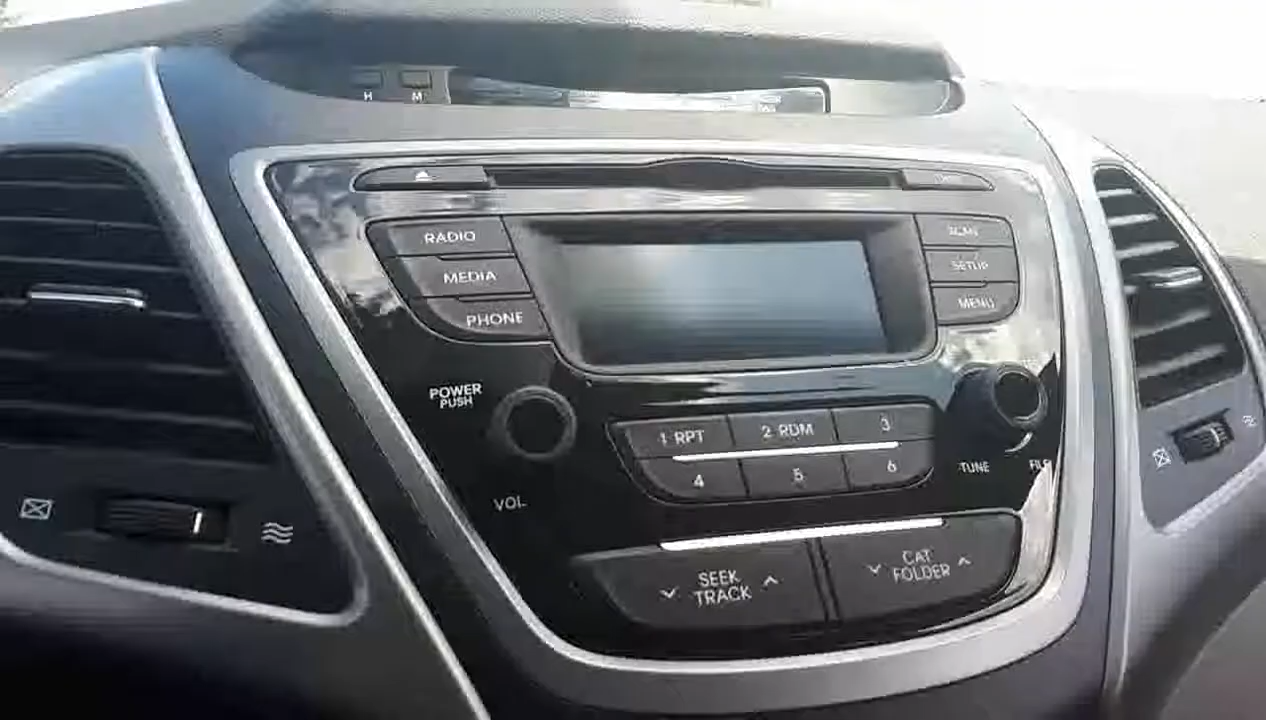 H M
RADIO
SCAN
MEDIA
SETUP
PHONE
MENU
POWER
PUSH
1 RPT
2 RDM
3
4
5
6
TUNE
FILE
VOL
SEEK
TRACK
CAT
FOLDER